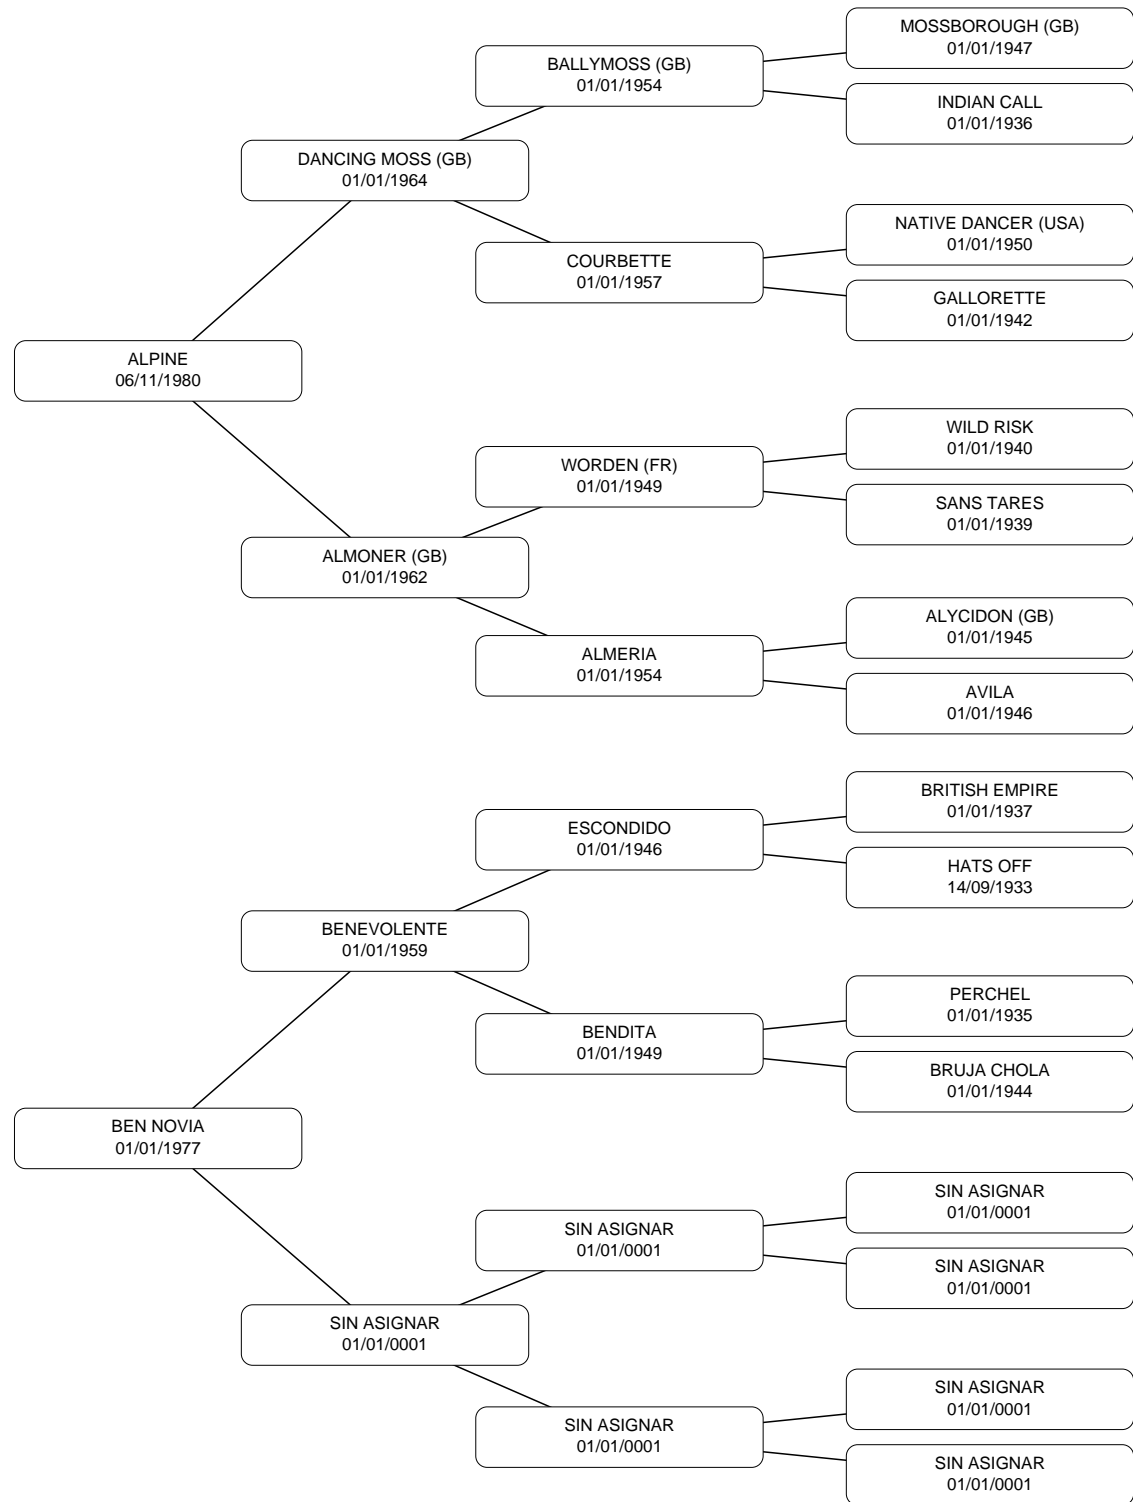 MOSSBOROUGH (GB)
01/01/1947
BALLYMOSS (GB)
01/01/1954
INDIAN CALL
01/01/1936
DANCING MOSS (GB)
01/01/1964
NATIVE DANCER (USA)
01/01/1950
COURBETTE
01/01/1957
GALLORETTE
01/01/1942
ALPINE
06/11/1980
WILD RISK
01/01/1940
WORDEN (FR)
01/01/1949
SANS TARES
01/01/1939
ALMONER (GB)
01/01/1962
ALYCIDON (GB)
01/01/1945
ALMERIA
01/01/1954
AVILA
01/01/1946
BRITISH EMPIRE
01/01/1937
ESCONDIDO
01/01/1946
HATS OFF
14/09/1933
BENEVOLENTE
01/01/1959
PERCHEL
01/01/1935
BENDITA
01/01/1949
BRUJA CHOLA
01/01/1944
BEN NOVIA
01/01/1977
SIN ASIGNAR
01/01/0001
SIN ASIGNAR
01/01/0001
SIN ASIGNAR
01/01/0001
SIN ASIGNAR
01/01/0001
SIN ASIGNAR
01/01/0001
SIN ASIGNAR
01/01/0001
SIN ASIGNAR
01/01/0001